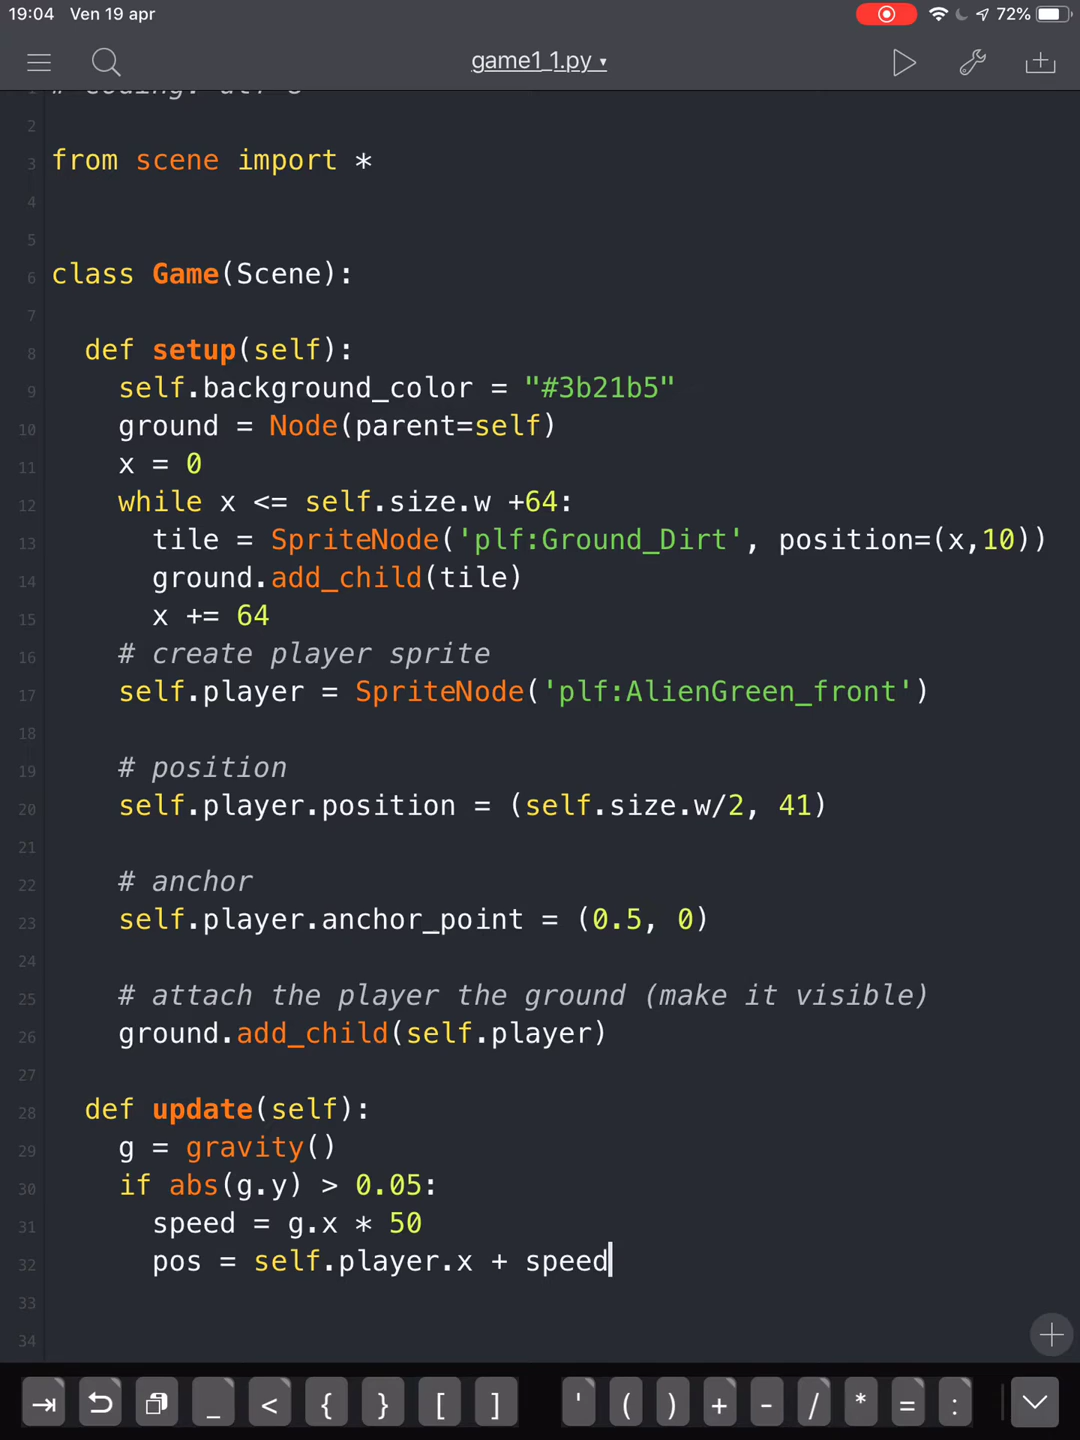 19:04 Ven 19 apr 72%
game1_1.py ▾
2
3 from scene import *
4
5
6 class Game(Scene):
7
8 def setup(self):
9 self.background_color = "#3b21b5"
10 ground = Node(parent=self)
11 x = 0
12 while x <= self.size.w +64:
13 tile = SpriteNode('plf:Ground_Dirt', position=(x,10))
14 ground.add_child(tile)
15 x += 64
16 # create player sprite
17 self.player = SpriteNode('plf:AlienGreen_front')
18
19 # position
20 self.player.position = (self.size.w/2, 41)
21
22 # anchor
23 self.player.anchor_point = (0.5, 0)
24
25 # attach the player the ground (make it visible)
26 ground.add_child(self.player)
27
28 def update(self):
29 g = gravity()
30 if abs(g.y) > 0.05:
31 speed = g.x * 50
32 pos = self.player.x + speed
33
34
_ < { } [ ] ' ( ) + - / * = :